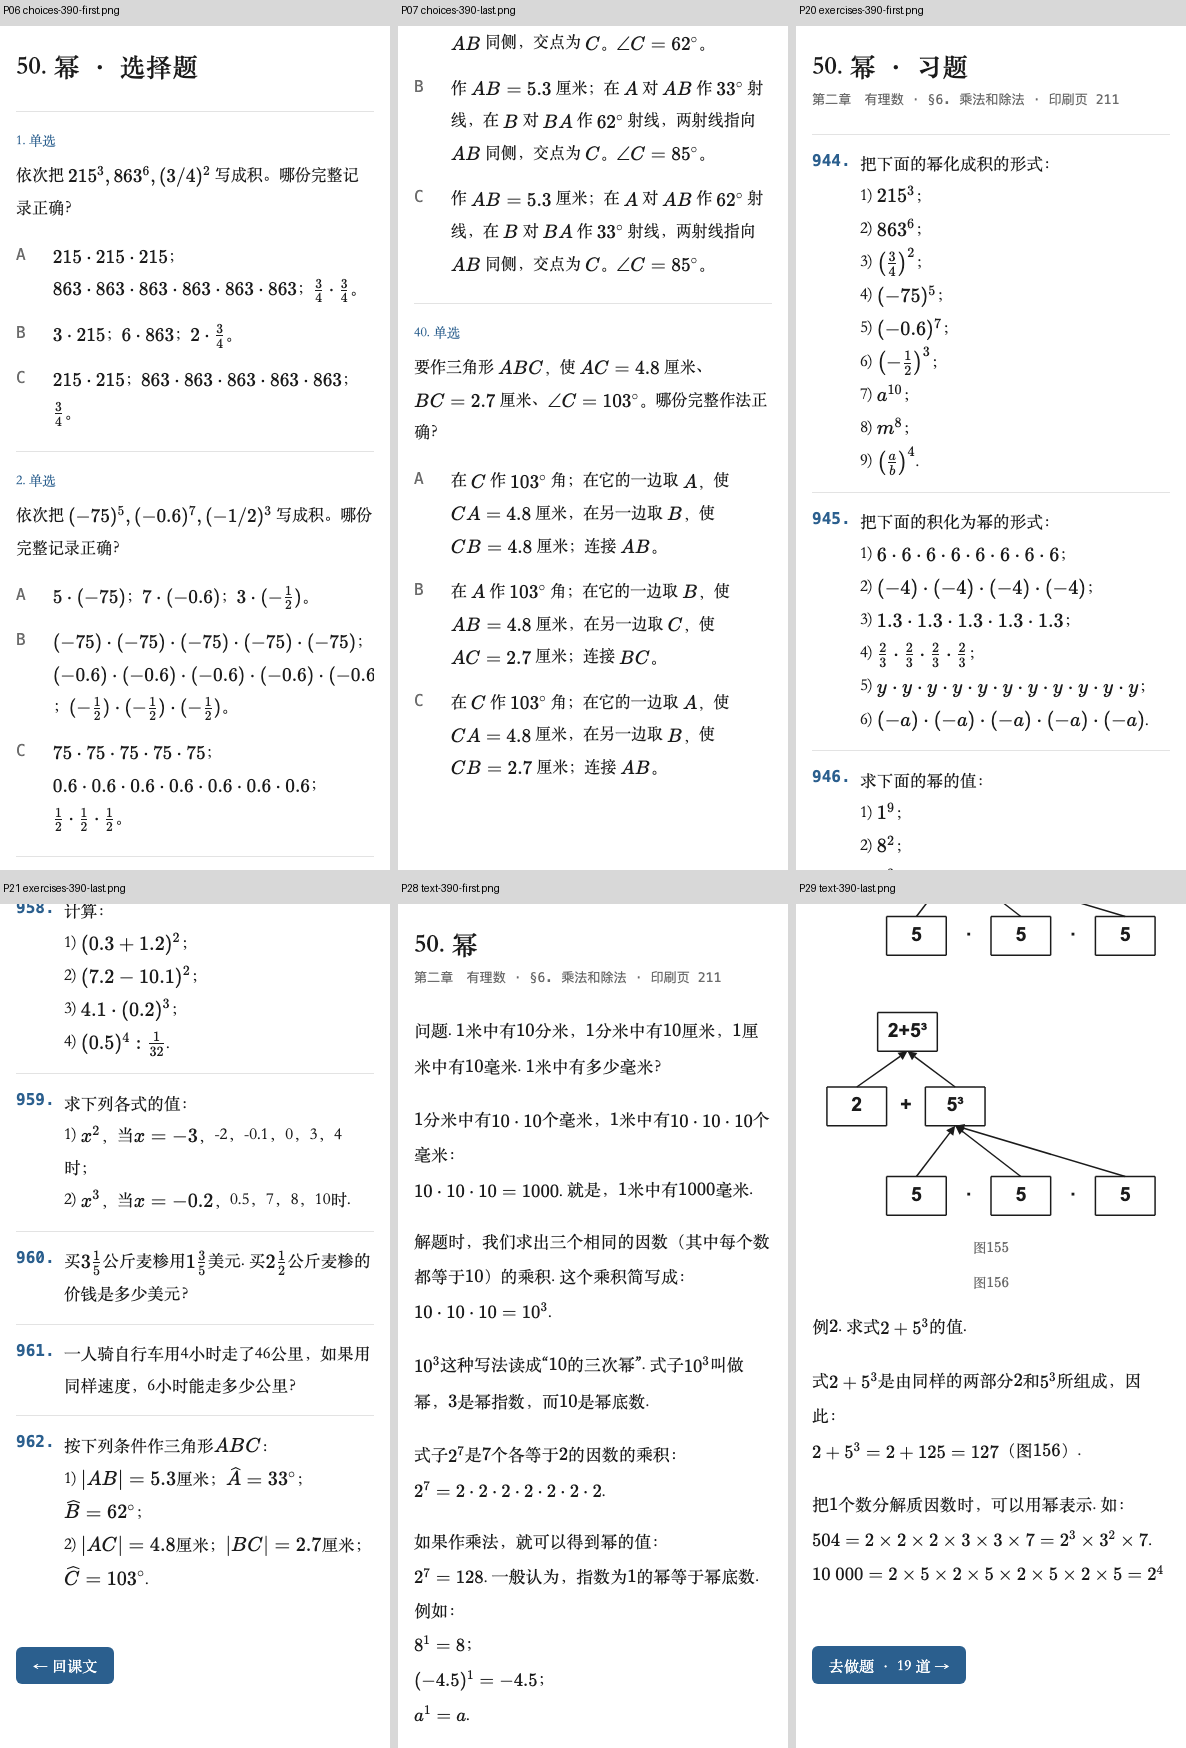 P06 choices-390-first.png
50. 幂 · 选择题
1. 单选
依次把 215³, 863⁶, (3/4)² 写成积。哪份完整记
录正确?
A 215 · 215 · 215;
863 · 863 · 863 · 863 · 863 · 863; 3/4 · 3/4。
B 3 · 215; 6 · 863; 2 · 3/4。
C 215 · 215; 863 · 863 · 863 · 863 · 863;
3/4。
2. 单选
依次把 (−75)⁵, (−0.6)⁷, (−1/2)³ 写成积。哪份
完整记录正确?
A 5 · (−75); 7 · (−0.6); 3 · (−1/2)。
B (−75) · (−75) · (−75) · (−75) · (−75);
(−0.6) · (−0.6) · (−0.6) · (−0.6) · (−0.6
; (−1/2) · (−1/2) · (−1/2)。
C 75 · 75 · 75 · 75 · 75;
0.6 · 0.6 · 0.6 · 0.6 · 0.6 · 0.6 · 0.6;
1/2 · 1/2 · 1/2。
P07 choices-390-last.png
AB 同侧，交点为 C。∠C = 62°。
B 作 AB = 5.3 厘米；在 A 对 AB 作 33° 射
线，在 B 对 BA 作 62° 射线，两射线指向
AB 同侧，交点为 C。∠C = 85°。
C 作 AB = 5.3 厘米；在 A 对 AB 作 62° 射
线，在 B 对 BA 作 33° 射线，两射线指向
AB 同侧，交点为 C。∠C = 85°。
40. 单选
要作三角形 ABC，使 AC = 4.8 厘米、
BC = 2.7 厘米、∠C = 103°。哪份完整作法正
确?
A 在 C 作 103° 角；在它的一边取 A，使
CA = 4.8 厘米，在另一边取 B，使
CB = 4.8 厘米；连接 AB。
B 在 A 作 103° 角；在它的一边取 B，使
AB = 4.8 厘米，在另一边取 C，使
AC = 2.7 厘米；连接 BC。
C 在 C 作 103° 角；在它的一边取 A，使
CA = 4.8 厘米，在另一边取 B，使
CB = 2.7 厘米；连接 AB。
P20 exercises-390-first.png
50. 幂 · 习题
第二章 有理数 · §6. 乘法和除法 · 印刷页 211
944. 把下面的幂化成积的形式：
1) 215³;
2) 863⁶;
3) (3/4)²;
4) (−75)⁵;
5) (−0.6)⁷;
6) (−1/2)³;
7) a¹⁰;
8) m⁸;
9) (a/b)⁴.
945. 把下面的积化为幂的形式：
1) 6 · 6 · 6 · 6 · 6 · 6 · 6 · 6;
2) (−4) · (−4) · (−4) · (−4);
3) 1.3 · 1.3 · 1.3 · 1.3 · 1.3;
4) 2/3 · 2/3 · 2/3 · 2/3;
5) y · y · y · y · y · y · y · y · y · y · y;
6) (−a) · (−a) · (−a) · (−a) · (−a).
946. 求下面的幂的值：
1) 1⁹;
2) 8²;
P21 exercises-390-last.png
958. 计算：
1) (0.3 + 1.2)²;
2) (7.2 − 10.1)²;
3) 4.1 · (0.2)³;
4) (0.5)⁴ : 1/32.
959. 求下列各式的值：
1) x²，当x = −3，-2，-0.1，0，3，4
时；
2) x³，当x = −0.2，0.5，7，8，10时.
960. 买3 1/5公斤麦糁用1 3/5美元. 买2 1/2公斤麦糁的
价钱是多少美元?
961. 一人骑自行车用4小时走了46公里，如果用
同样速度，6小时能走多少公里?
962. 按下列条件作三角形ABC：
1) |AB| = 5.3厘米；Â = 33°;
B̂ = 62°;
2) |AC| = 4.8厘米；|BC| = 2.7厘米；
Ĉ = 103°.
← 回课文
P28 text-390-first.png
50. 幂
第二章 有理数 · §6. 乘法和除法 · 印刷页 211
问题. 1米中有10分米，1分米中有10厘米，1厘
米中有10毫米. 1米中有多少毫米?
1分米中有10 · 10个毫米，1米中有10 · 10 · 10个
毫米：
10 · 10 · 10 = 1000. 就是，1米中有1000毫米.
解题时，我们求出三个相同的因数（其中每个数
都等于10）的乘积. 这个乘积简写成：
10 · 10 · 10 = 10³.
10³这种写法读成“10的三次幂”. 式子10³叫做
幂，3是幂指数，而10是幂底数.
式子2⁷是7个各等于2的因数的乘积：
2⁷ = 2 · 2 · 2 · 2 · 2 · 2 · 2.
如果作乘法，就可以得到幂的值：
2⁷ = 128. 一般认为，指数为1的幂等于幂底数.
例如：
8¹ = 8;
(−4.5)¹ = −4.5;
a¹ = a.
P29 text-390-last.png
5 · 5 · 5
2+5³
2 + 5³
5 · 5 · 5
图155
图156
例2. 求式2 + 5³的值.
式2 + 5³是由同样的两部分2和5³所组成，因
此：
2 + 5³ = 2 + 125 = 127（图156）.
把1个数分解质因数时，可以用幂表示. 如：
504 = 2 × 2 × 2 × 3 × 3 × 7 = 2³ × 3² × 7.
10 000 = 2 × 5 × 2 × 5 × 2 × 5 × 2 × 5 = 2⁴
去做题 · 19 道 →